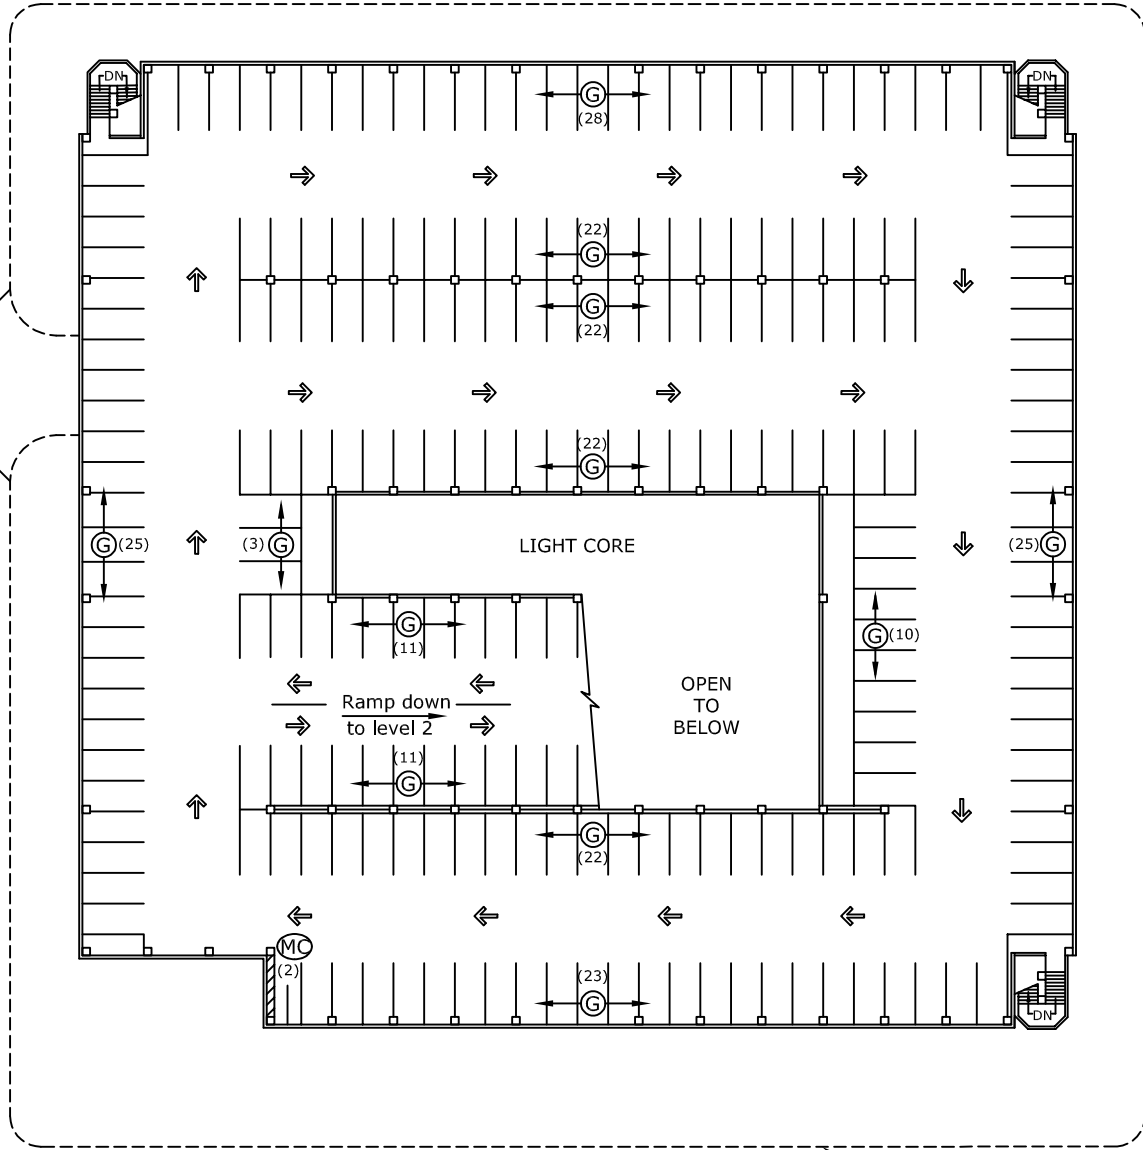 DN
DN
G
(28)
(22)
G
G
(22)
(22)
G
G (25)
(3) G
LIGHT CORE
(25) G
G
(11)
G (10)
Ramp down
to level 2
OPEN
TO
BELOW
(11)
G
G
(22)
MC
(2)
(23)
G
DN